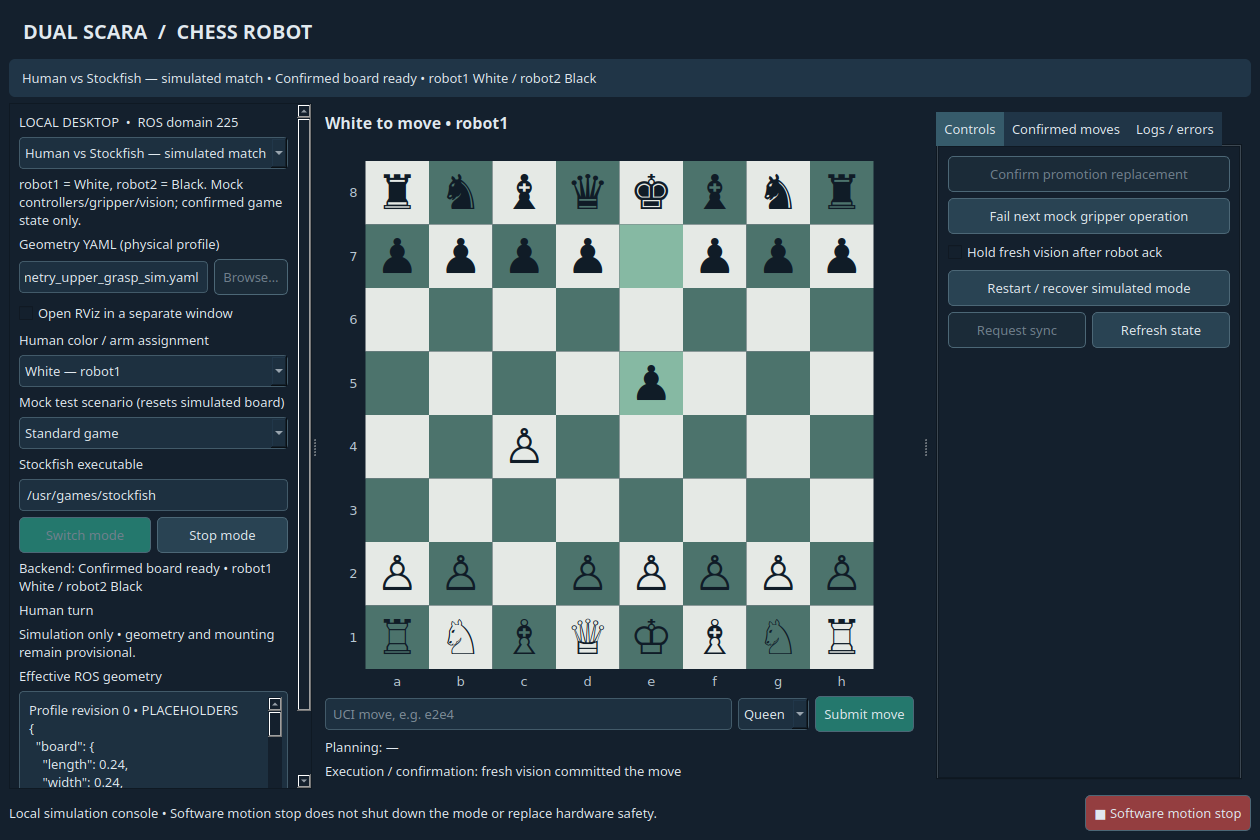 DUAL SCARA / CHESS ROBOT
Human vs Stockfish — simulated match • Confirmed board ready • robot1 White / robot2 Black
LOCAL DESKTOP • ROS domain 225
Human vs Stockfish — simulated match
robot1 = White, robot2 = Black. Mock
controllers/gripper/vision; confirmed game
state only.
Geometry YAML (physical profile)
netry_upper_grasp_sim.yaml
Browse...
Open RViz in a separate window
Human color / arm assignment
White — robot1
Mock test scenario (resets simulated board)
Standard game
Stockfish executable
/usr/games/stockfish
Switch mode
Stop mode
Backend: Confirmed board ready • robot1
White / robot2 Black
Human turn
Simulation only • geometry and mounting
remain provisional.
Effective ROS geometry
Profile revision 0 • PLACEHOLDERS
{
"board": {
"length": 0.24,
"width": 0.24,
White to move • robot1
8
7
6
5
4
3
2
1
a b c d e f g h
UCI move, e.g. e2e4
Queen
Submit move
Planning: —
Execution / confirmation: fresh vision committed the move
Controls
Confirmed moves
Logs / errors
Confirm promotion replacement
Fail next mock gripper operation
Hold fresh vision after robot ack
Restart / recover simulated mode
Request sync
Refresh state
Local simulation console • Software motion stop does not shut down the mode or replace hardware safety.
Software motion stop